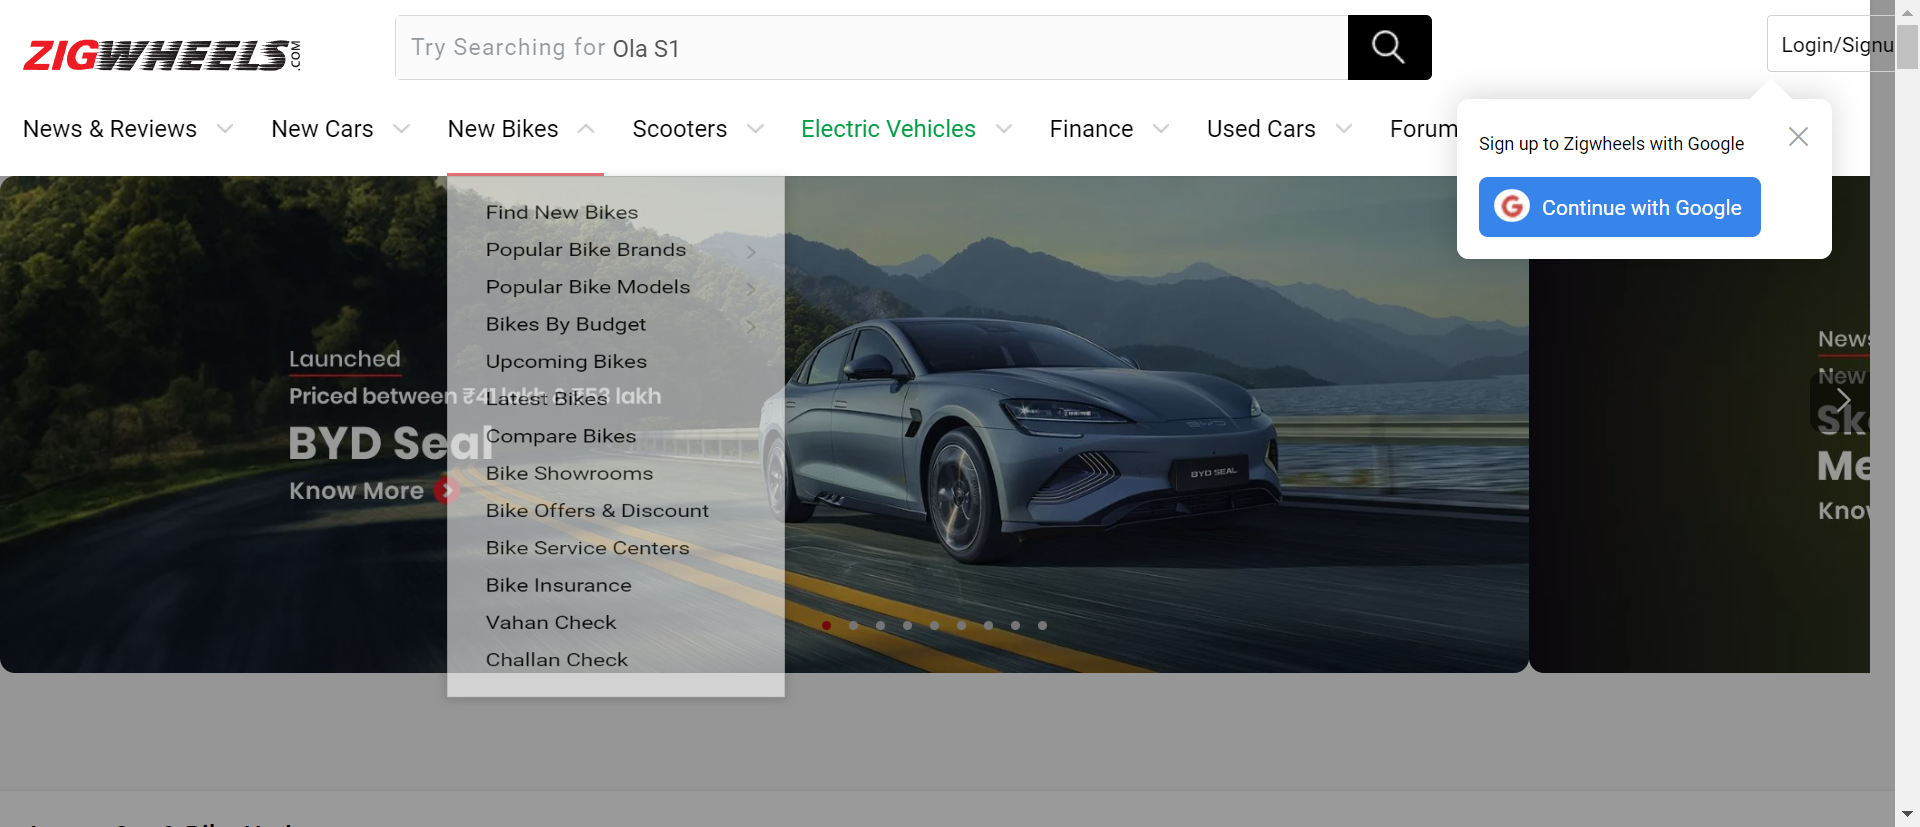 ZIGWHEELS.COM
Try Searching for Ola S1
Login/Signu
News & Reviews
New Cars
New Bikes
Scooters
Electric Vehicles
Finance
Used Cars
Forum
Sign up to Zigwheels with Google
Continue with Google
Find New Bikes
Popular Bike Brands
Popular Bike Models
Bikes By Budget
Upcoming Bikes
Latest Bikes
Compare Bikes
Bike Showrooms
Bike Offers & Discount
Bike Service Centers
Bike Insurance
Vahan Check
Challan Check
Launched
Priced between ₹41 lakh & ₹53 lakh
BYD Seal
Know More
BYD SEAL
News
New
Sk
Me
Know